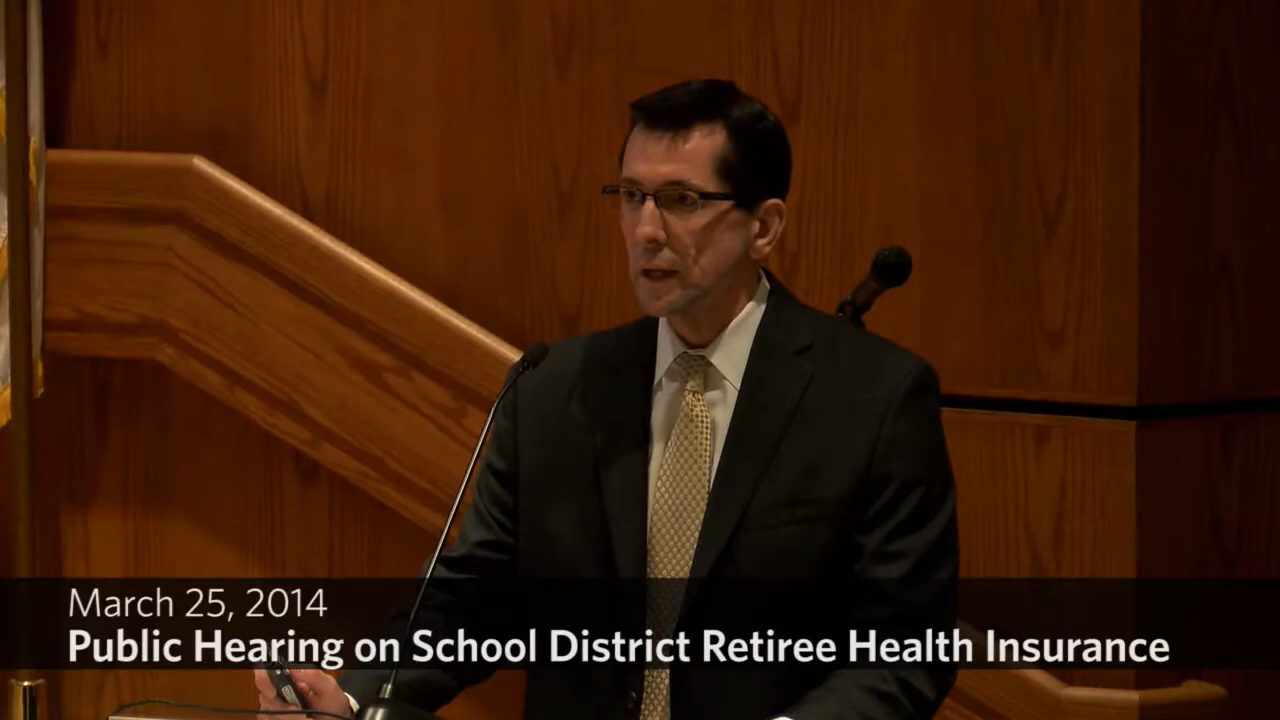 March 25, 2014
Public Hearing on School District Retiree Health Insurance